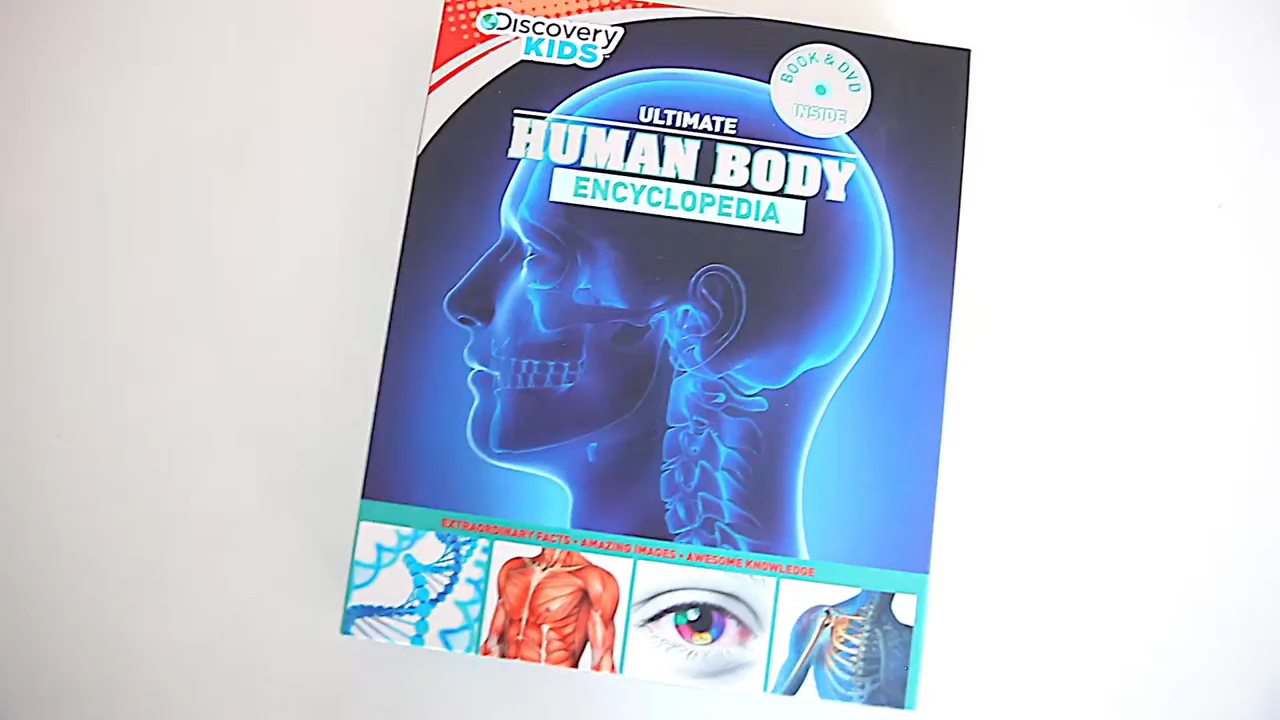 Discovery
KIDS
BOOK & DVD
INSIDE
ULTIMATE
HUMAN BODY
ENCYCLOPEDIA
EXTRAORDINARY FACTS • AMAZING IMAGES • AWESOME KNOWLEDGE